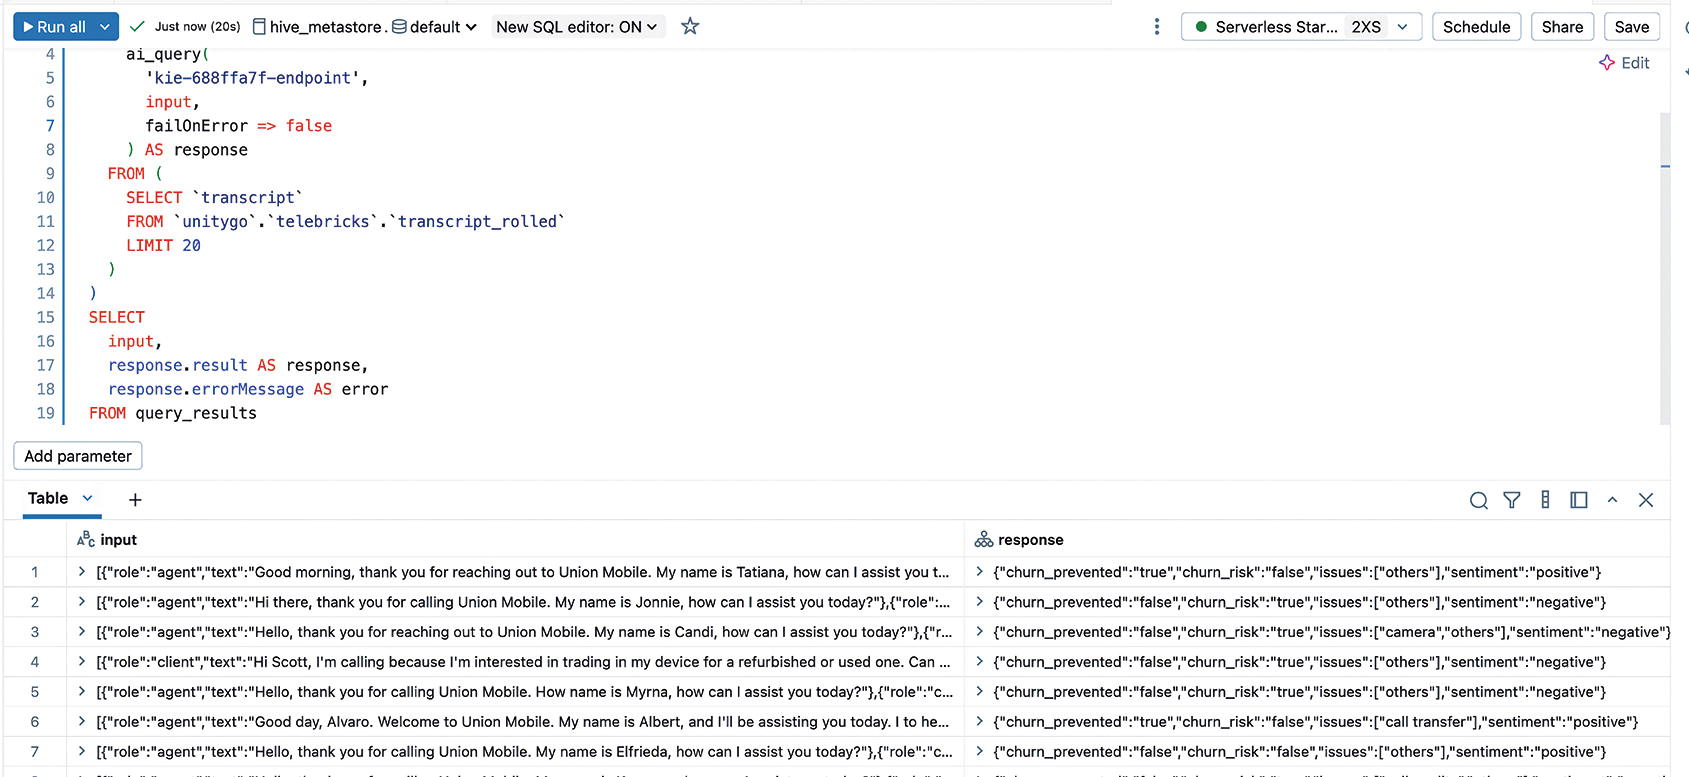 Run all Just now (20s) hive_metastore . default New SQL editor: ON Serverless Star... 2XS Schedule Share Save
Edit
4 ai_query(
5 'kie-688ffa7f-endpoint',
6 input,
7 failOnError => false
8 ) AS response
9 FROM (
10 SELECT `transcript`
11 FROM `unitygo`.`telebricks`.`transcript_rolled`
12 LIMIT 20
13 )
14 )
15 SELECT
16 input,
17 response.result AS response,
18 response.errorMessage AS error
19 FROM query_results
Add parameter
Table +
ABC input response
1 > [{"role":"agent","text":"Good morning, thank you for reaching out to Union Mobile. My name is Tatiana, how can I assist you t... > {"churn_prevented":"true","churn_risk":"false","issues":["others"],"sentiment":"positive"}
2 > [{"role":"agent","text":"Hi there, thank you for calling Union Mobile. My name is Jonnie, how can I assist you today?"},{"role":... > {"churn_prevented":"false","churn_risk":"true","issues":["others"],"sentiment":"negative"}
3 > [{"role":"agent","text":"Hello, thank you for reaching out to Union Mobile. My name is Candi, how can I assist you today?"},{"r... > {"churn_prevented":"false","churn_risk":"true","issues":["camera","others"],"sentiment":"negative"}
4 > [{"role":"client","text":"Hi Scott, I'm calling because I'm interested in trading in my device for a refurbished or used one. Can ... > {"churn_prevented":"false","churn_risk":"true","issues":["others"],"sentiment":"negative"}
5 > [{"role":"agent","text":"Hello, thank you for calling Union Mobile. How name is Myrna, how can I assist you today?"},{"role":"c... > {"churn_prevented":"false","churn_risk":"true","issues":["others"],"sentiment":"negative"}
6 > [{"role":"agent","text":"Good day, Alvaro. Welcome to Union Mobile. My name is Albert, and I'll be assisting you today. I to he... > {"churn_prevented":"true","churn_risk":"false","issues":["call transfer"],"sentiment":"positive"}
7 > [{"role":"agent","text":"Hello, thank you for calling Union Mobile. My name is Elfrieda, how can I assist you today?"},{"role":"c... > {"churn_prevented":"false","churn_risk":"false","issues":["others"],"sentiment":"positive"}